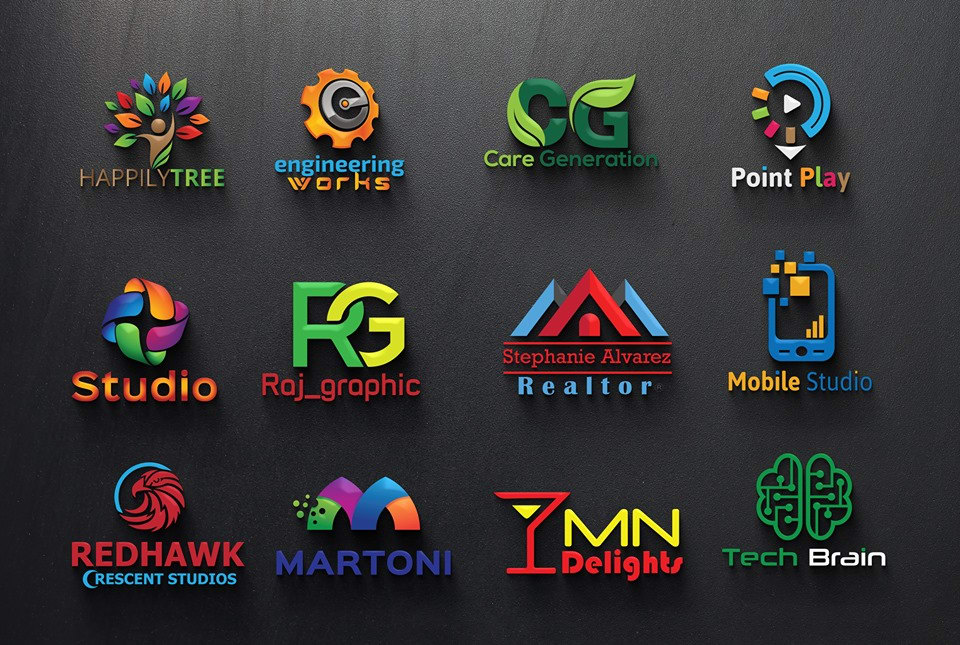 HAPPILYTREE
engineering
works
CG
Care Generation
Point Play
Studio
RG
Raj_graphic
Stephanie Alvarez
Realtor
Mobile Studio
REDHAWK
CRESCENT STUDIOS
MARTONI
MN
Delights
Tech Brain